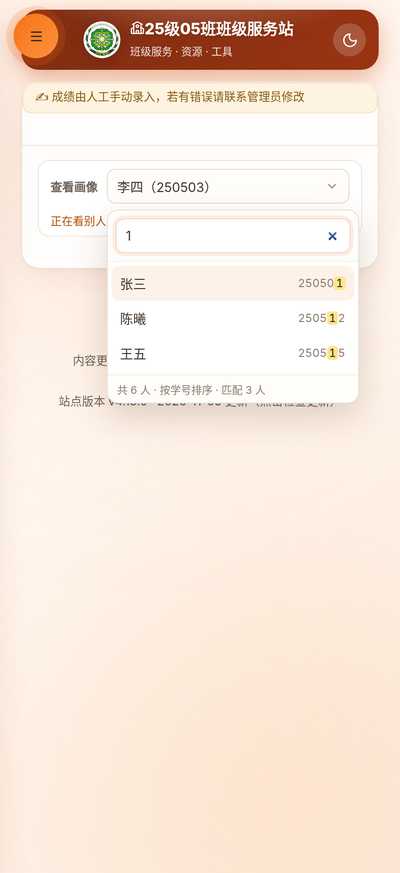 25级05班班级服务站
班级服务 · 资源 · 工具
✍ 成绩由人工手动录入，若有错误请联系管理员修改
查看画像
李四（250503）
正在看别人
1
张三 250501
陈曦 250512
王五 250515
共 6 人 · 按学号排序 · 匹配 3 人
内容更
站点版本